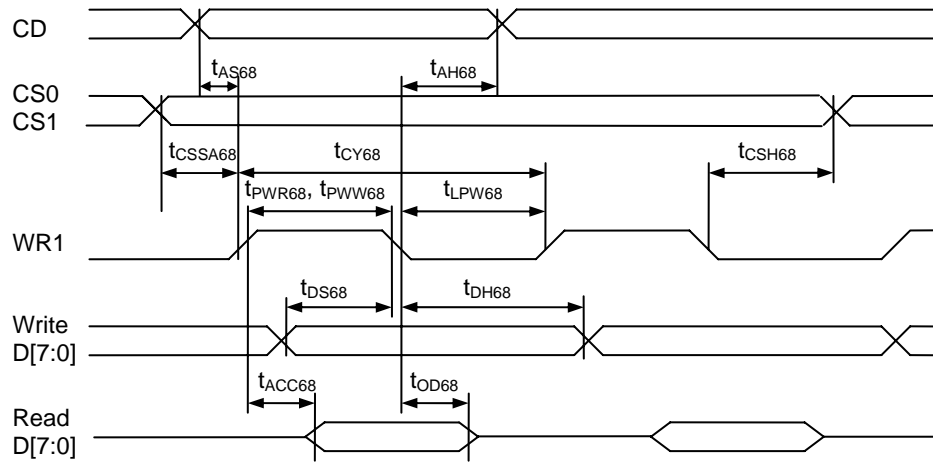 CD
tAS68 tAH68
CS0
CS1
tCSSA68 tCY68 tCSH68
tPWR68, tPWW68 tLPW68
WR1
tDS68 tDH68
Write
D[7:0]
tACC68 tOD68
Read
D[7:0]